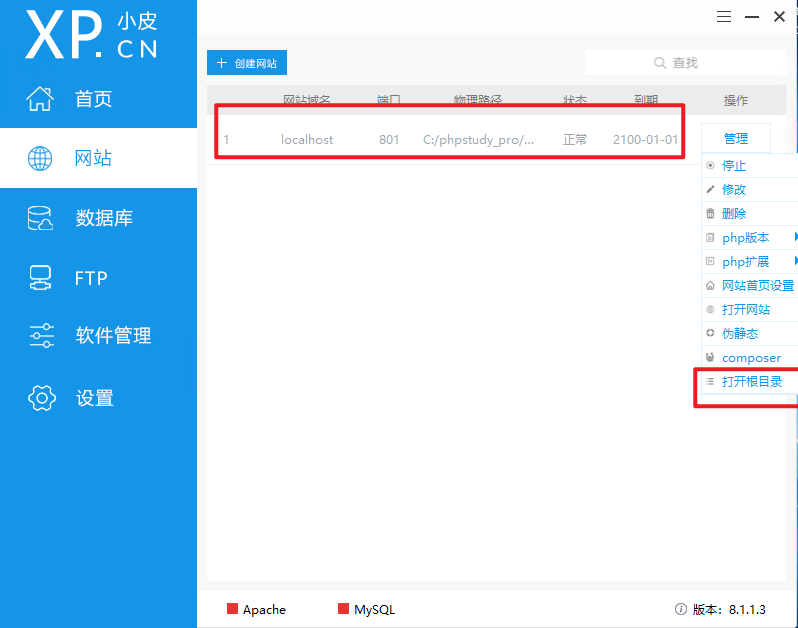 XP.CN 小皮
首页
网站
数据库
FTP
软件管理
设置
创建网站
查找
网站域名 端口 物理路径 状态 到期 操作
1 localhost 801 C:/phpstudy_pro/... 正常 2100-01-01 管理
停止
修改
删除
php版本
php扩展
网站首页设置
打开网站
伪静态
composer
打开根目录
Apache MySQL 版本：8.1.1.3